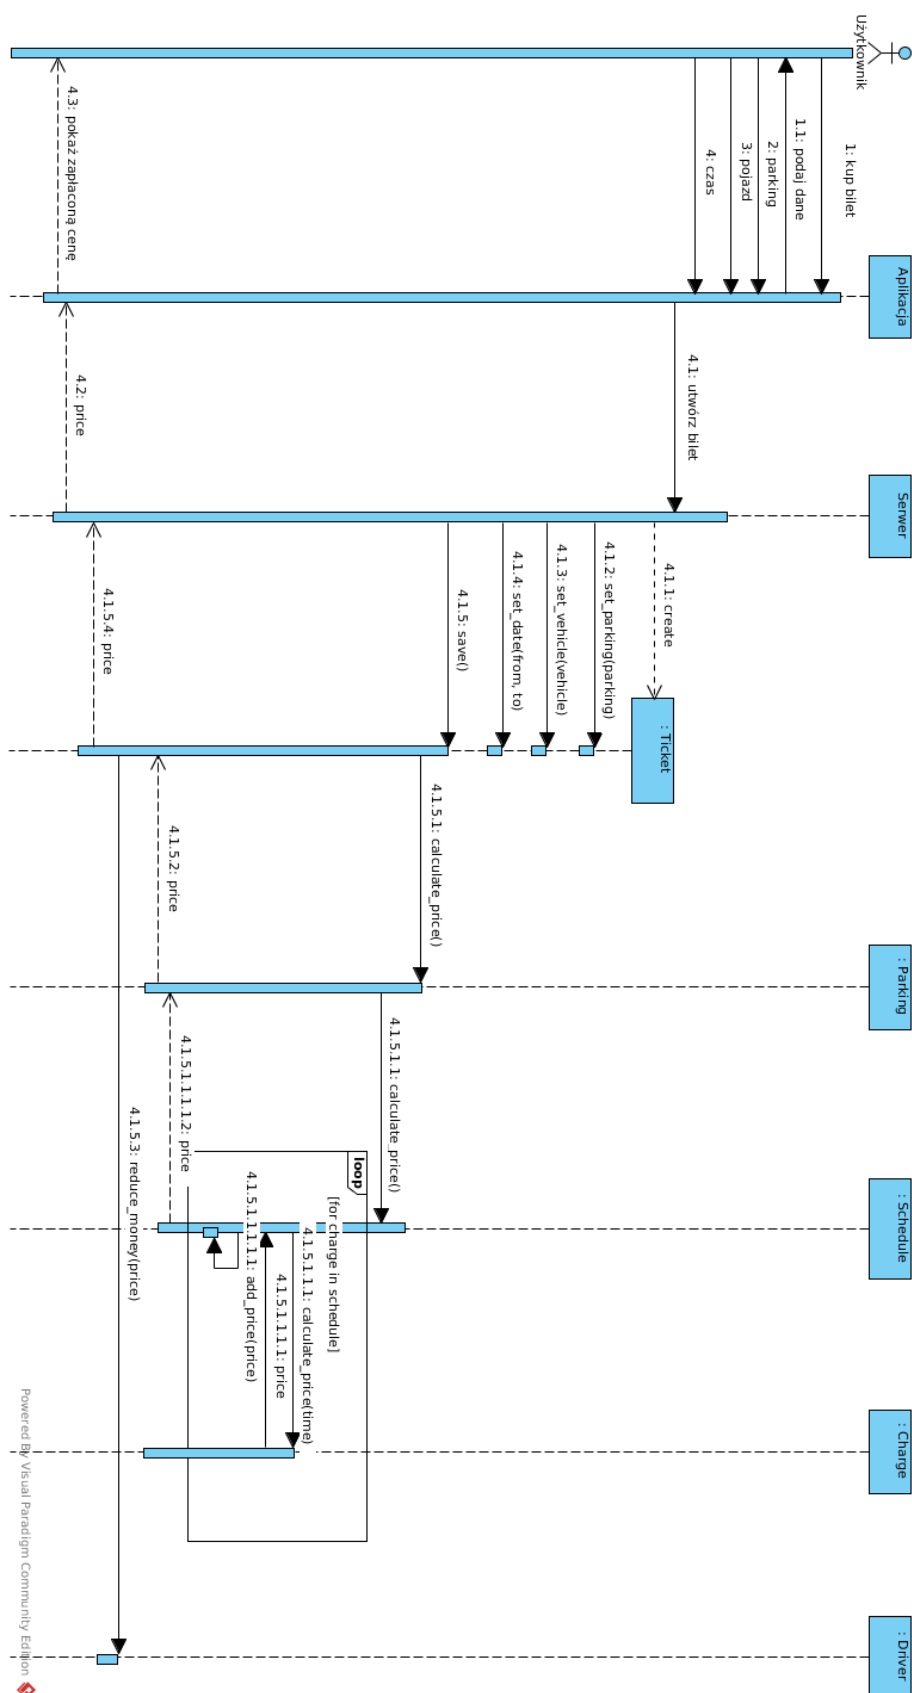 Użytkownik
Aplikacja
Serwer
: Parking
: Schedule
: Charge
: Driver
1: kup bilet
1.1: podaj dane
2: parking
3: pojazd
4: czas
4.1: utwórz bilet
4.1.1: create
: Ticket
4.1.2: set_parking(parking)
4.1.3: set_vehicle(vehicle)
4.1.4: set_date(from, to)
4.1.5: save()
4.1.5.1: calculate_price()
4.1.5.1.1: calculate_price()
loop
[for charge in schedule]
4.1.5.1.1.1: calculate_price(time)
4.1.5.1.1.1.1: price
4.1.5.1.1.1.1.1: add_price(price)
4.1.5.1.1.1.1.2: price
4.1.5.2: price
4.1.5.3: reduce_money(price)
4.1.5.4: price
4.2: price
4.3: pokaż zapłaconą cenę
Powered By Visual Paradigm Community Edition